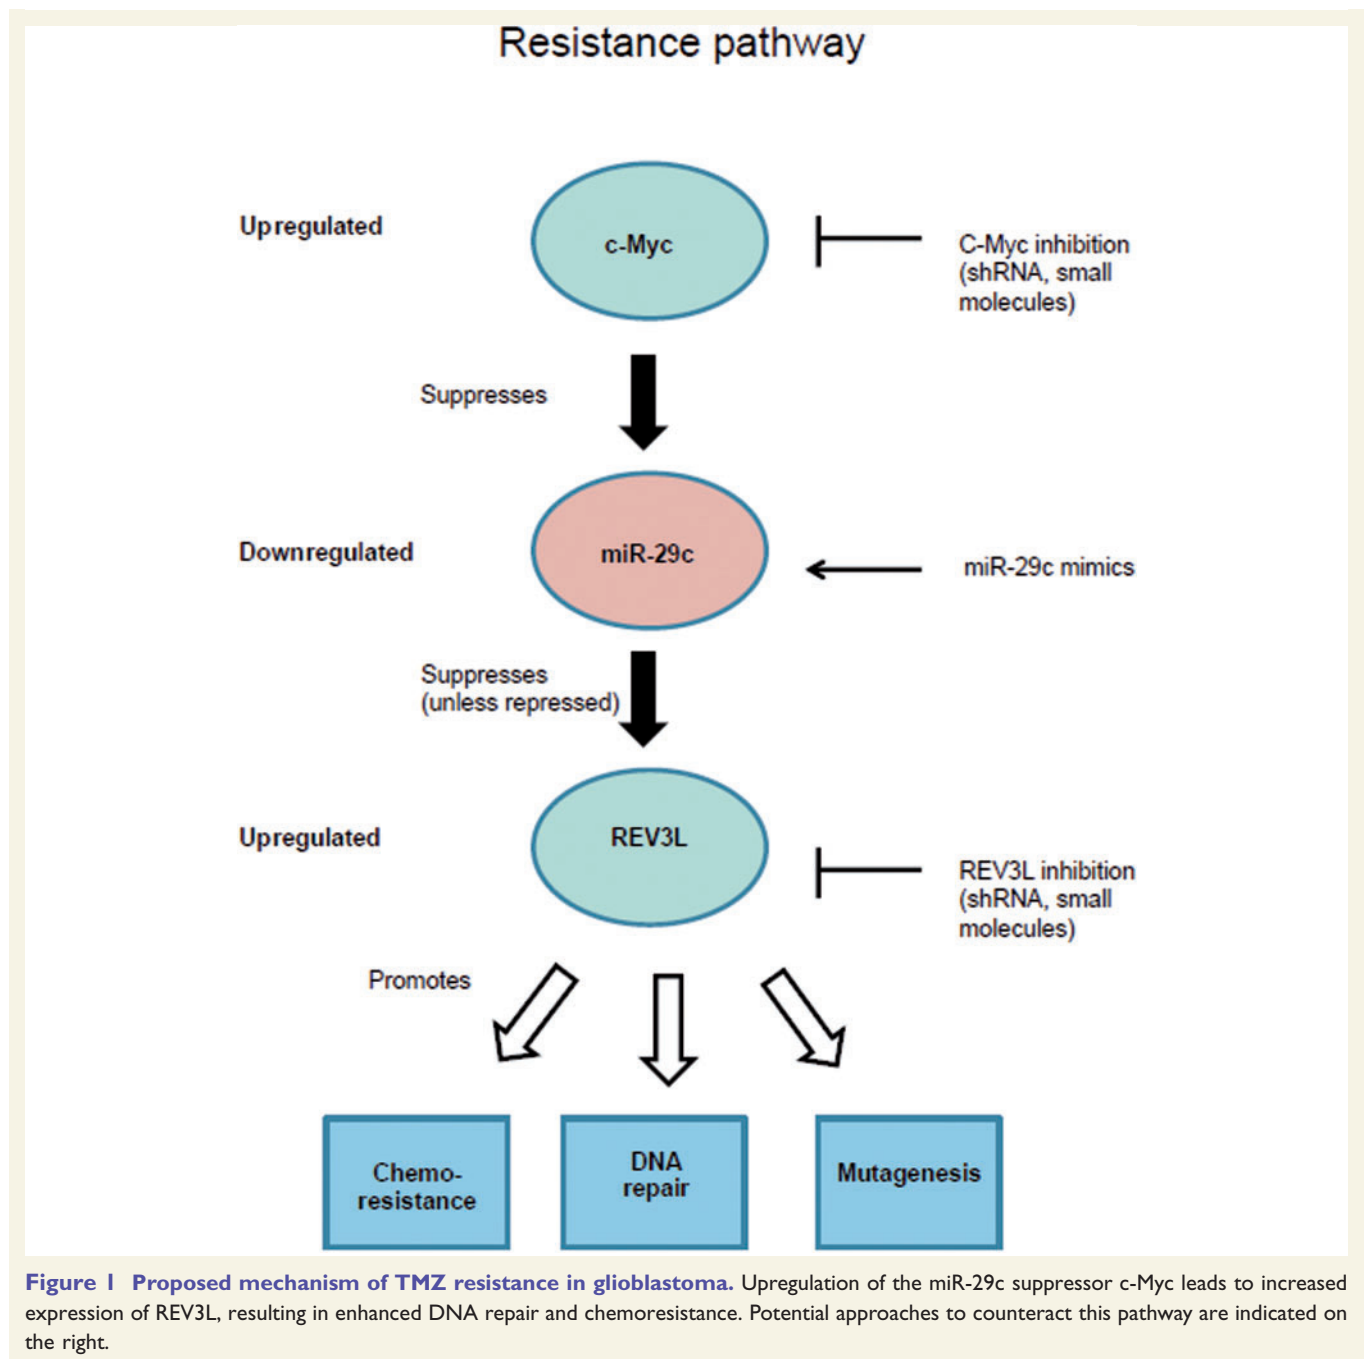 Resistance pathway
Upregulated
c-Myc
C-Myc inhibition
(shRNA, small
molecules)
Suppresses
Downregulated
miR-29c
miR-29c mimics
Suppresses
(unless repressed)
Upregulated
REV3L
REV3L inhibition
(shRNA, small
molecules)
Promotes
Chemo-
resistance
DNA
repair
Mutagenesis
Figure 1 Proposed mechanism of TMZ resistance in glioblastoma. Upregulation of the miR-29c suppressor c-Myc leads to increased
expression of REV3L, resulting in enhanced DNA repair and chemoresistance. Potential approaches to counteract this pathway are indicated on
the right.